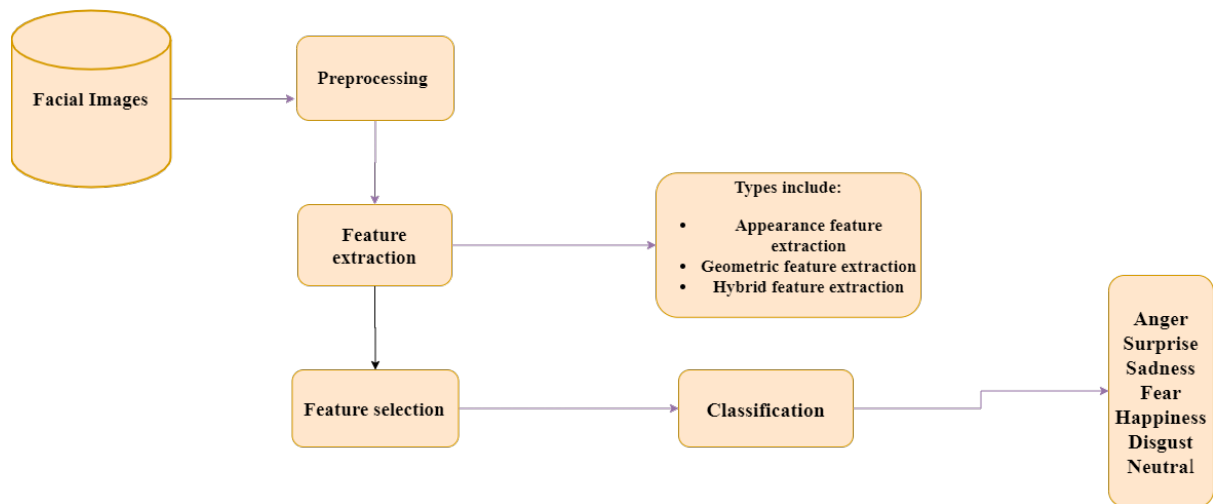 Facial Images
Preprocessing
Feature
extraction
Types include:
• Appearance feature
extraction
• Geometric feature extraction
• Hybrid feature extraction
Feature selection
Classification
Anger
Surprise
Sadness
Fear
Happiness
Disgust
Neutral